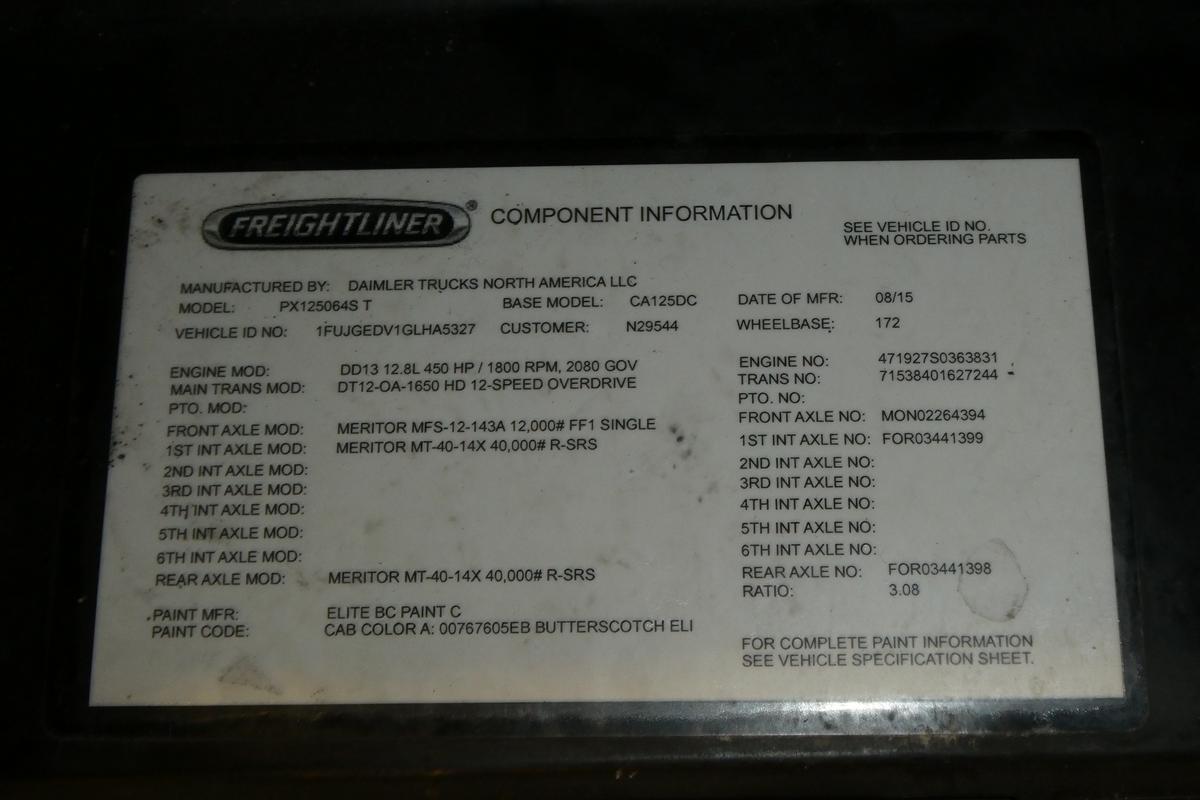 FREIGHTLINER® COMPONENT INFORMATION
SEE VEHICLE ID NO.
WHEN ORDERING PARTS
MANUFACTURED BY: DAIMLER TRUCKS NORTH AMERICA LLC
MODEL: PX125064S T BASE MODEL: CA125DC DATE OF MFR: 08/15
VEHICLE ID NO: 1FUJGEDV1GLHA5327 CUSTOMER: N29544 WHEELBASE: 172
ENGINE MOD: DD13 12.8L 450 HP / 1800 RPM, 2080 GOV ENGINE NO: 471927S0363831
MAIN TRANS MOD: DT12-OA-1650 HD 12-SPEED OVERDRIVE TRANS NO: 71538401627244
PTO. MOD: PTO. NO:
FRONT AXLE MOD: MERITOR MFS-12-143A 12,000# FF1 SINGLE FRONT AXLE NO: MON02264394
1ST INT AXLE MOD: MERITOR MT-40-14X 40,000# R-SRS 1ST INT AXLE NO: FOR03441399
2ND INT AXLE MOD: 2ND INT AXLE NO:
3RD INT AXLE MOD: 3RD INT AXLE NO:
4TH INT AXLE MOD: 4TH INT AXLE NO:
5TH INT AXLE MOD: 5TH INT AXLE NO:
6TH INT AXLE MOD: 6TH INT AXLE NO:
REAR AXLE MOD: MERITOR MT-40-14X 40,000# R-SRS REAR AXLE NO: FOR03441398
RATIO: 3.08
PAINT MFR: ELITE BC PAINT C
PAINT CODE: CAB COLOR A: 00767605EB BUTTERSCOTCH ELI
FOR COMPLETE PAINT INFORMATION
SEE VEHICLE SPECIFICATION SHEET.